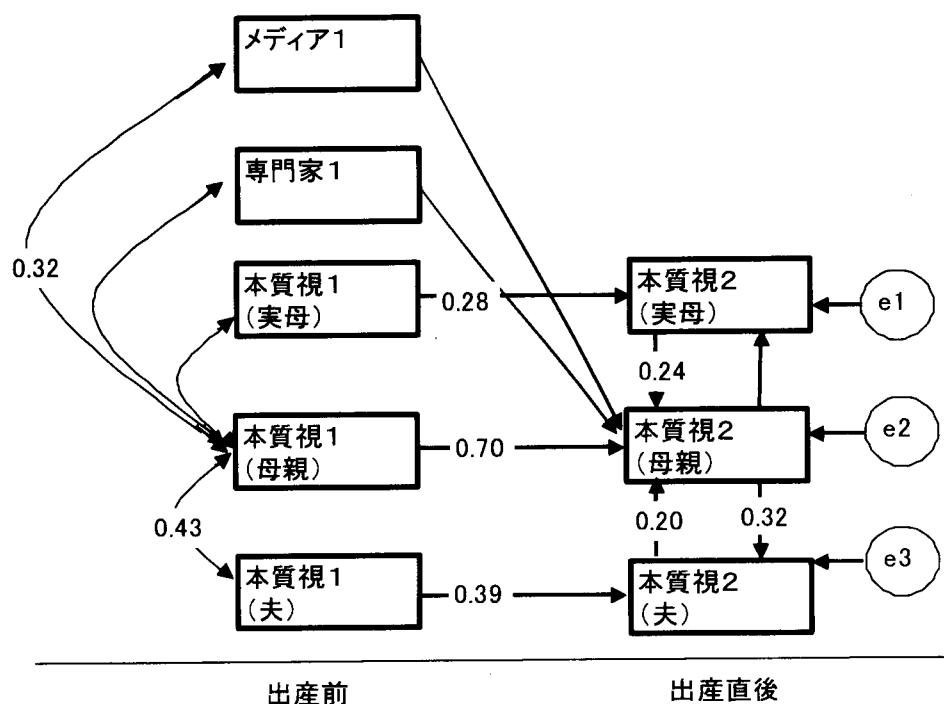 メディア1
専門家1
0.32
本質視1
(実母)
0.28
本質視2
(実母)
e1
0.24
本質視1
(母親)
0.70
本質視2
(母親)
e2
0.43
0.20
0.32
本質視1
(夫)
0.39
本質視2
(夫)
e3
出産前
出産直後